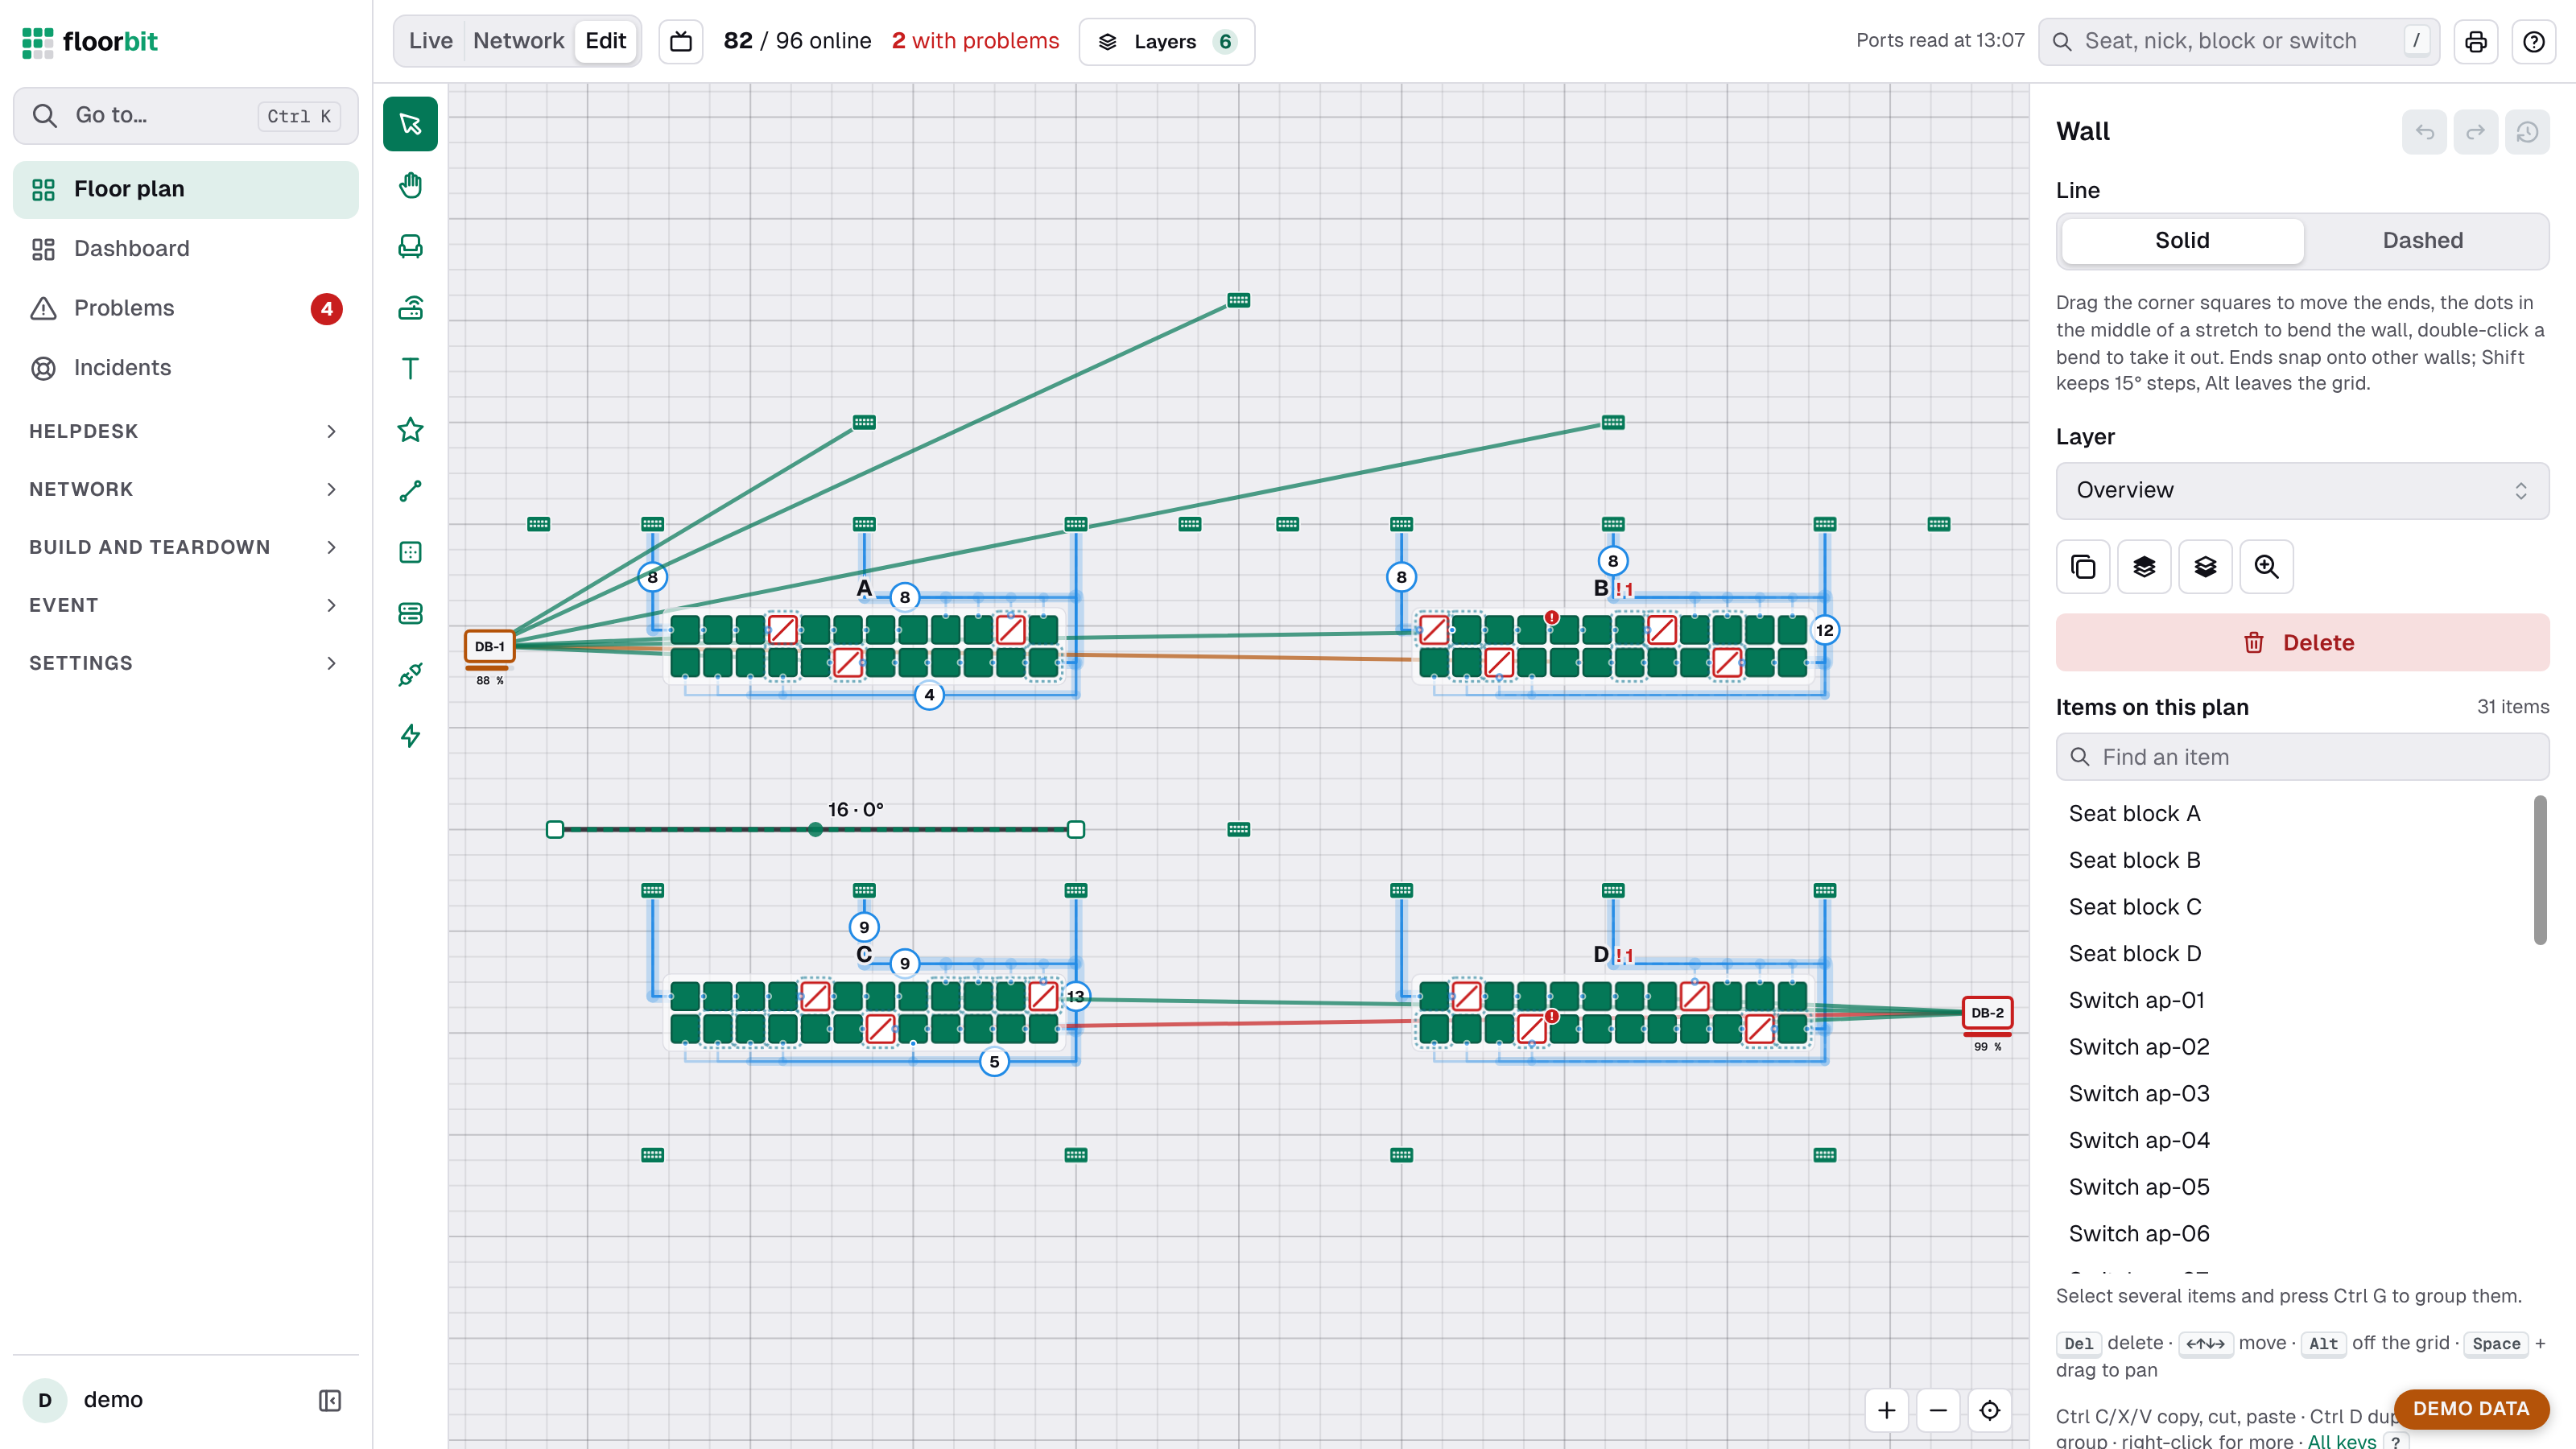 floorbit
Go to...
Ctrl K
Floor plan
Dashboard
Problems
4
Incidents
HELPDESK
NETWORK
BUILD AND TEARDOWN
EVENT
SETTINGS
D
demo
Live
Network
Edit
82 / 96 online
2 with problems
Layers
6
Ports read at 13:07
Seat, nick, block or switch
/
8
A
8
8
8
B !1
12
DB-1
88 %
4
16 · 0°
9
C
9
D !1
13
DB-2
99 %
5
Wall
Line
Solid
Dashed
Drag the corner squares to move the ends, the dots in
the middle of a stretch to bend the wall, double-click a
bend to take it out. Ends snap onto other walls; Shift
keeps 15° steps, Alt leaves the grid.
Layer
Overview
Delete
Items on this plan
31 items
Find an item
Seat block A
Seat block B
Seat block C
Seat block D
Switch ap-01
Switch ap-02
Switch ap-03
Switch ap-04
Switch ap-05
Switch ap-06
Select several items and press Ctrl G to group them.
Del delete · ←↑↓→ move · Alt off the grid · Space +
drag to pan
Ctrl C/X/V copy, cut, paste · Ctrl D
group · right-click for more · All keys ?
DEMO DATA